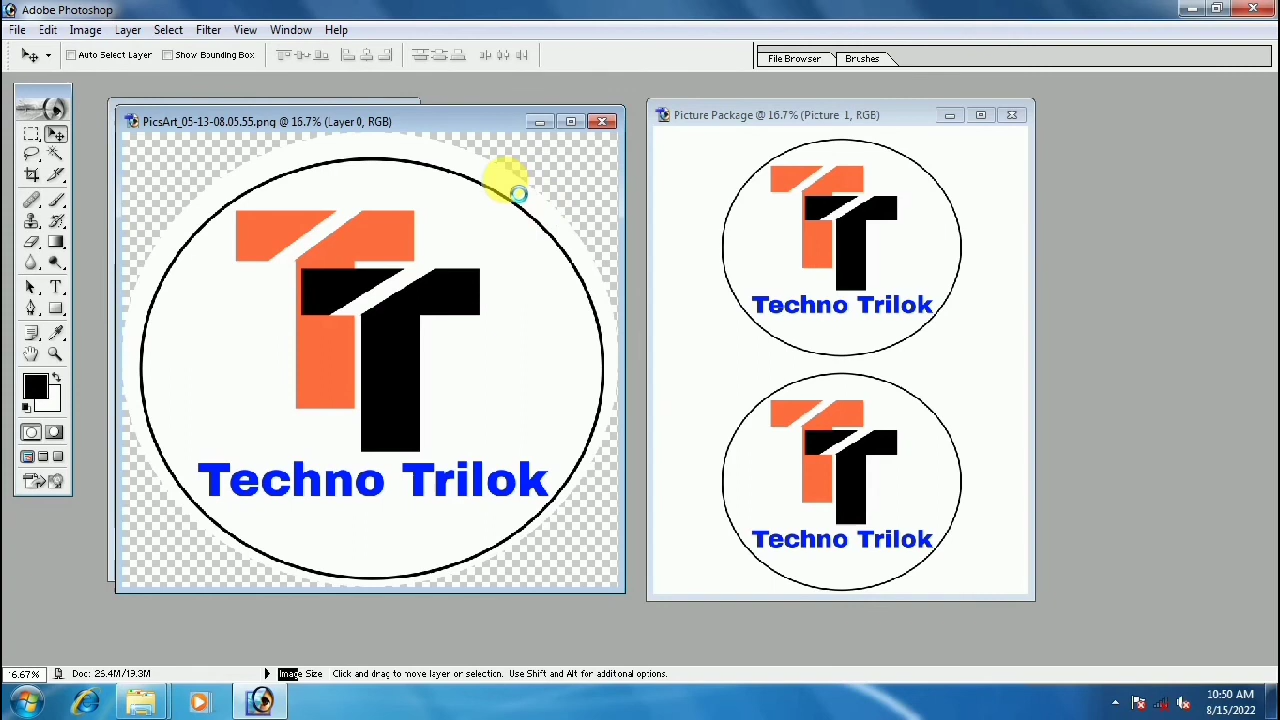 Adobe Photoshop
File Edit Image Layer Select Filter View Window Help
Auto Select Layer Show Bounding Box
File Browser Brushes
PicsArt_05-13-08.05.55.png @ 16.7% (Layer 0, RGB)
Techno Trilok
Picture Package @ 16.7% (Picture 1, RGB)
Techno Trilok
Techno Trilok
16.67% Doc: 26.4M/19.3M Image Size Click and drag to move layer or selection. Use Shift and Alt for additional options.
10:50 AM
8/15/2022